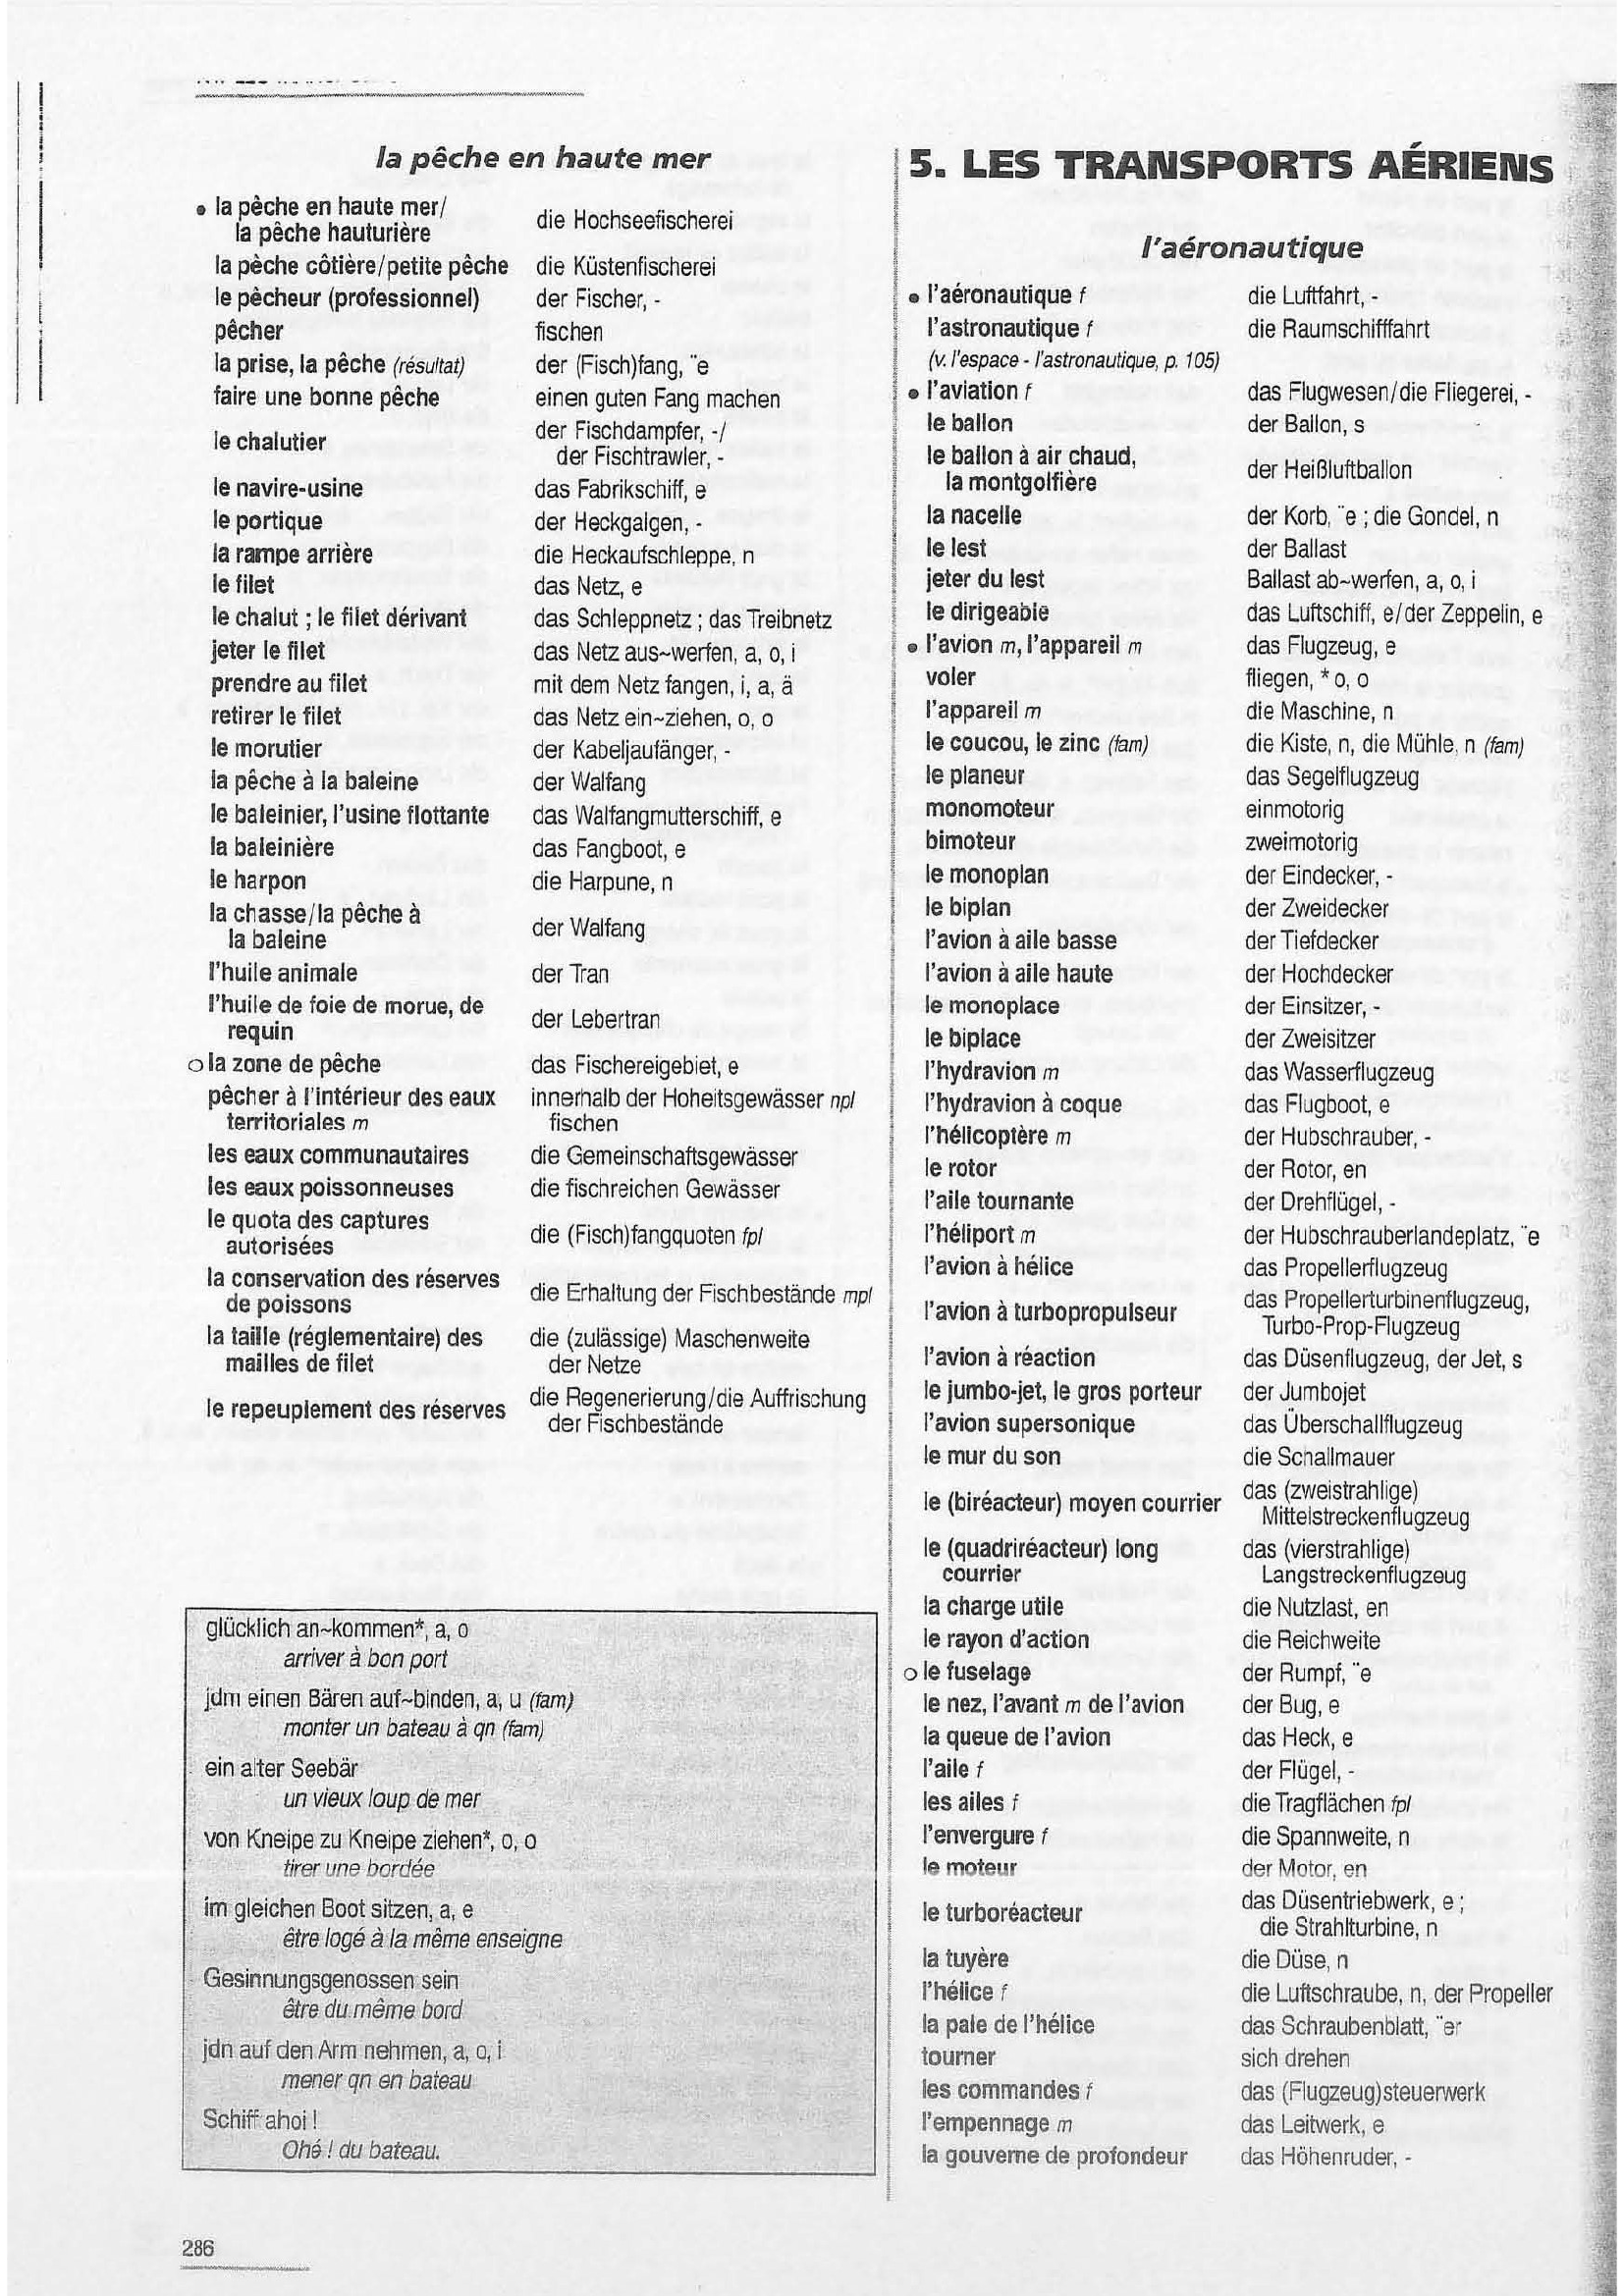 la pêche en haute mer
• la pêche en haute mer/
la pêche hauturière
die Hochseefischerei
la pêche côtière/petite pêche die Küstenfischerei
le pêcheur (professionnel) der Fischer, -
pêcher fischen
la prise, la pêche (résultat) der (Fisch)fang, ¨e
faire une bonne pêche einen guten Fang machen
le chalutier der Fischdampfer, -/
der Fischtrawler, -
le navire-usine das Fabrikschiff, e
le portique der Heckgalgen, -
la rampe arrière die Heckaufschleppe, n
le filet das Netz, e
le chalut ; le filet dérivant das Schleppnetz ; das Treibnetz
jeter le filet das Netz aus~werfen, a, o, i
prendre au filet mit dem Netz fangen, i, a, ä
retirer le filet das Netz ein~ziehen, o, o
le morutier der Kabeljaufänger, -
la pêche à la baleine der Walfang
le baleinier, l'usine flottante das Walfangmutterschiff, e
la baleinière das Fangboot, e
le harpon die Harpune, n
la chasse/la pêche à
la baleine
der Walfang
l'huile animale der Tran
l'huile de foie de morue, de
requin
der Lebertran
o la zone de pêche das Fischereigebiet, e
pêcher à l'intérieur des eaux innerhalb der Hoheitsgewässer npl
territoriales m fischen
les eaux communautaires die Gemeinschaftsgewässer
les eaux poissonneuses die fischreichen Gewässer
le quota des captures
autorisées
die (Fisch)fangquoten fpl
la conservation des réserves
de poissons
die Erhaltung der Fischbestände mpl
la taille (réglementaire) des die (zulässige) Maschenweite
mailles de filet der Netze
le repeuplement des réserves die Regenerierung/die Auffrischung
der Fischbestände
glücklich an~kommen*, a, o
arriver à bon port
jdm einen Bären auf~binden, a, u (fam)
monter un bateau à qn (fam)
ein alter Seebär
un vieux loup de mer
von Kneipe zu Kneipe ziehen*, o, o
tirer une bordée
im gleichen Boot sitzen, a, e
être logé à la même enseigne
Gesinnungsgenossen sein
être du même bord
jdn auf den Arm nehmen, a, o, i
mener qn en bateau
Schiff ahoi !
Ohé ! du bateau.
286
5. LES TRANSPORTS AÉRIENS
l'aéronautique
• l'aéronautique f die Luftfahrt, -
l'astronautique f die Raumschifffahrt
(v. l'espace - l'astronautique, p. 105)
• l'aviation f das Flugwesen/die Fliegerei, -
le ballon der Ballon, s
le ballon à air chaud,
la montgolfière
der Heißluftballon
la nacelle der Korb, ¨e ; die Gondel, n
le lest der Ballast
jeter du lest Ballast ab~werfen, a, o, i
le dirigeable das Luftschiff, e/der Zeppelin, e
• l'avion m, l'appareil m das Flugzeug, e
voler fliegen, * o, o
l'appareil m die Maschine, n
le coucou, le zinc (fam) die Kiste, n, die Mühle, n (fam)
le planeur das Segelflugzeug
monomoteur einmotorig
bimoteur zweimotorig
le monoplan der Eindecker, -
le biplan der Zweidecker
l'avion à aile basse der Tiefdecker
l'avion à aile haute der Hochdecker
le monoplace der Einsitzer, -
le biplace der Zweisitzer
l'hydravion m das Wasserflugzeug
l'hydravion à coque das Flugboot, e
l'hélicoptère m der Hubschrauber, -
le rotor der Rotor, en
l'aile tournante der Drehflügel, -
l'héliport m der Hubschrauberlandeplatz, ¨e
l'avion à hélice das Propellerflugzeug
l'avion à turbopropulseur das Propellerturbinenflugzeug,
Turbo-Prop-Flugzeug
l'avion à réaction das Düsenflugzeug, der Jet, s
le jumbo-jet, le gros porteur der Jumbojet
l'avion supersonique das Überschallflugzeug
le mur du son die Schallmauer
le (biréacteur) moyen courrier das (zweistrahlige)
Mittelstreckenflugzeug
le (quadriréacteur) long das (vierstrahlige)
courrier Langstreckenflugzeug
la charge utile die Nutzlast, en
le rayon d'action die Reichweite
o le fuselage der Rumpf, ¨e
le nez, l'avant m de l'avion der Bug, e
la queue de l'avion das Heck, e
l'aile f der Flügel, -
les ailes f die Tragflächen fpl
l'envergure f die Spannweite, n
le moteur der Motor, en
le turboréacteur das Düsentriebwerk, e ;
die Strahlturbine, n
la tuyère die Düse, n
l'hélice f die Luftschraube, n, der Propeller
la pale de l'hélice das Schraubenblatt, ¨er
tourner sich drehen
les commandes f das (Flugzeug)steuerwerk
l'empennage m das Leitwerk, e
la gouverne de profondeur das Höhenruder, -